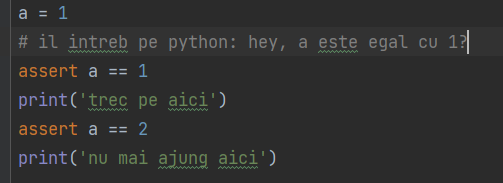 a = 1
# il intreb pe python: hey, a este egal cu 1?
assert a == 1
print('trec pe aici')
assert a == 2
print('nu mai ajung aici')